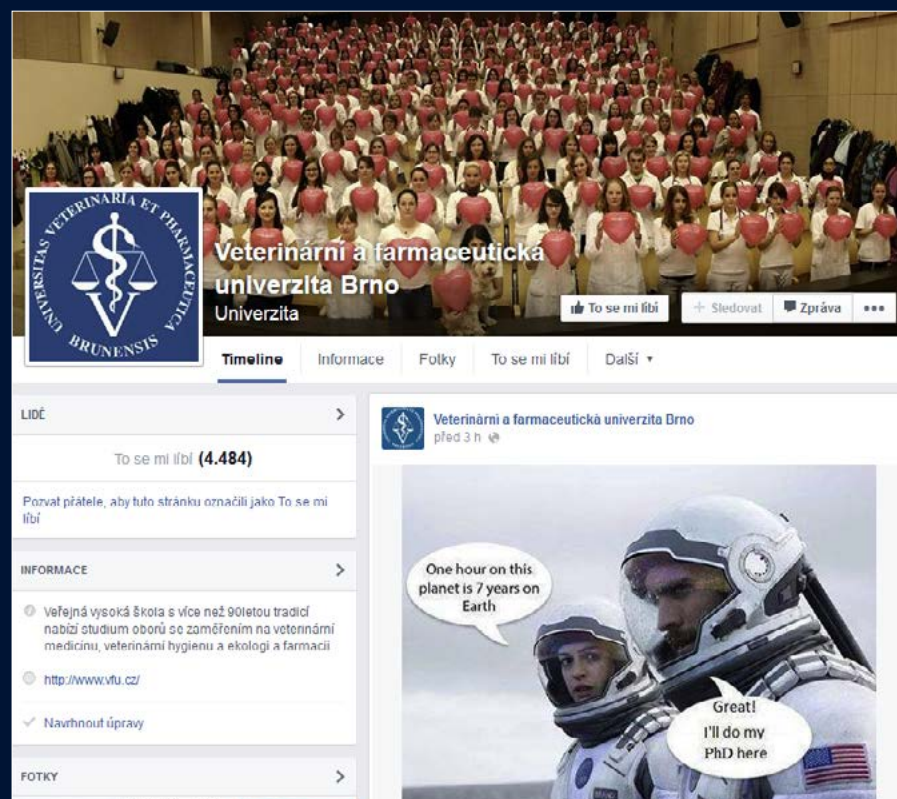 UNIVERSITAS VETERINARIA ET PHARMACEUTICA
BRUNENSIS
Veterinární a farmaceutická
univerzita Brno
Univerzita
To se mi líbí
+ Sledovat
Zpráva
Timeline
Informace
Fotky
To se mi líbí
Další
LIDÉ
To se mi líbí (4.484)
Pozvat přátele, aby tuto stránku označili jako To se mi
líbí
INFORMACE
Veřejná vysoká škola s více než 90letou tradicí
nabízí studium oborů se zaměřením na veterinární
medicínu, veterinární hygienu a ekologi a farmacii
http://www.vfu.cz/
Navrhnout úpravy
FOTKY
Veterinární a farmaceutická univerzita Brno
před 3 h
One hour on this
planet is 7 years on
Earth
Great!
I'll do my
PhD here
BRAND